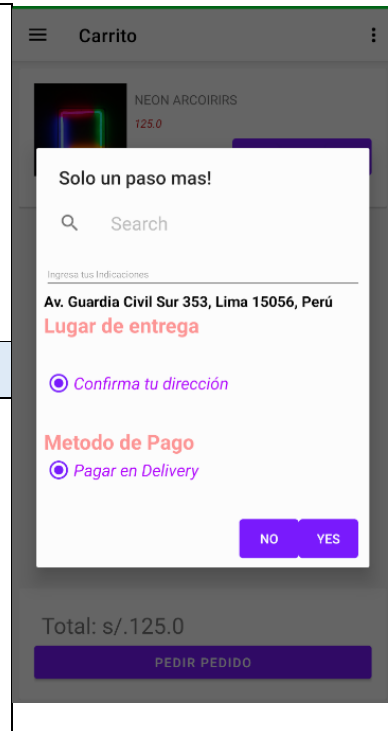 Carrito
NEON ARCOIRIRS
125.0
Solo un paso mas!
Search
Ingresa tus Indicaciones
Av. Guardia Civil Sur 353, Lima 15056, Perú
Lugar de entrega
Confirma tu dirección
Metodo de Pago
Pagar en Delivery
NO YES
Total: s/.125.0
PEDIR PEDIDO